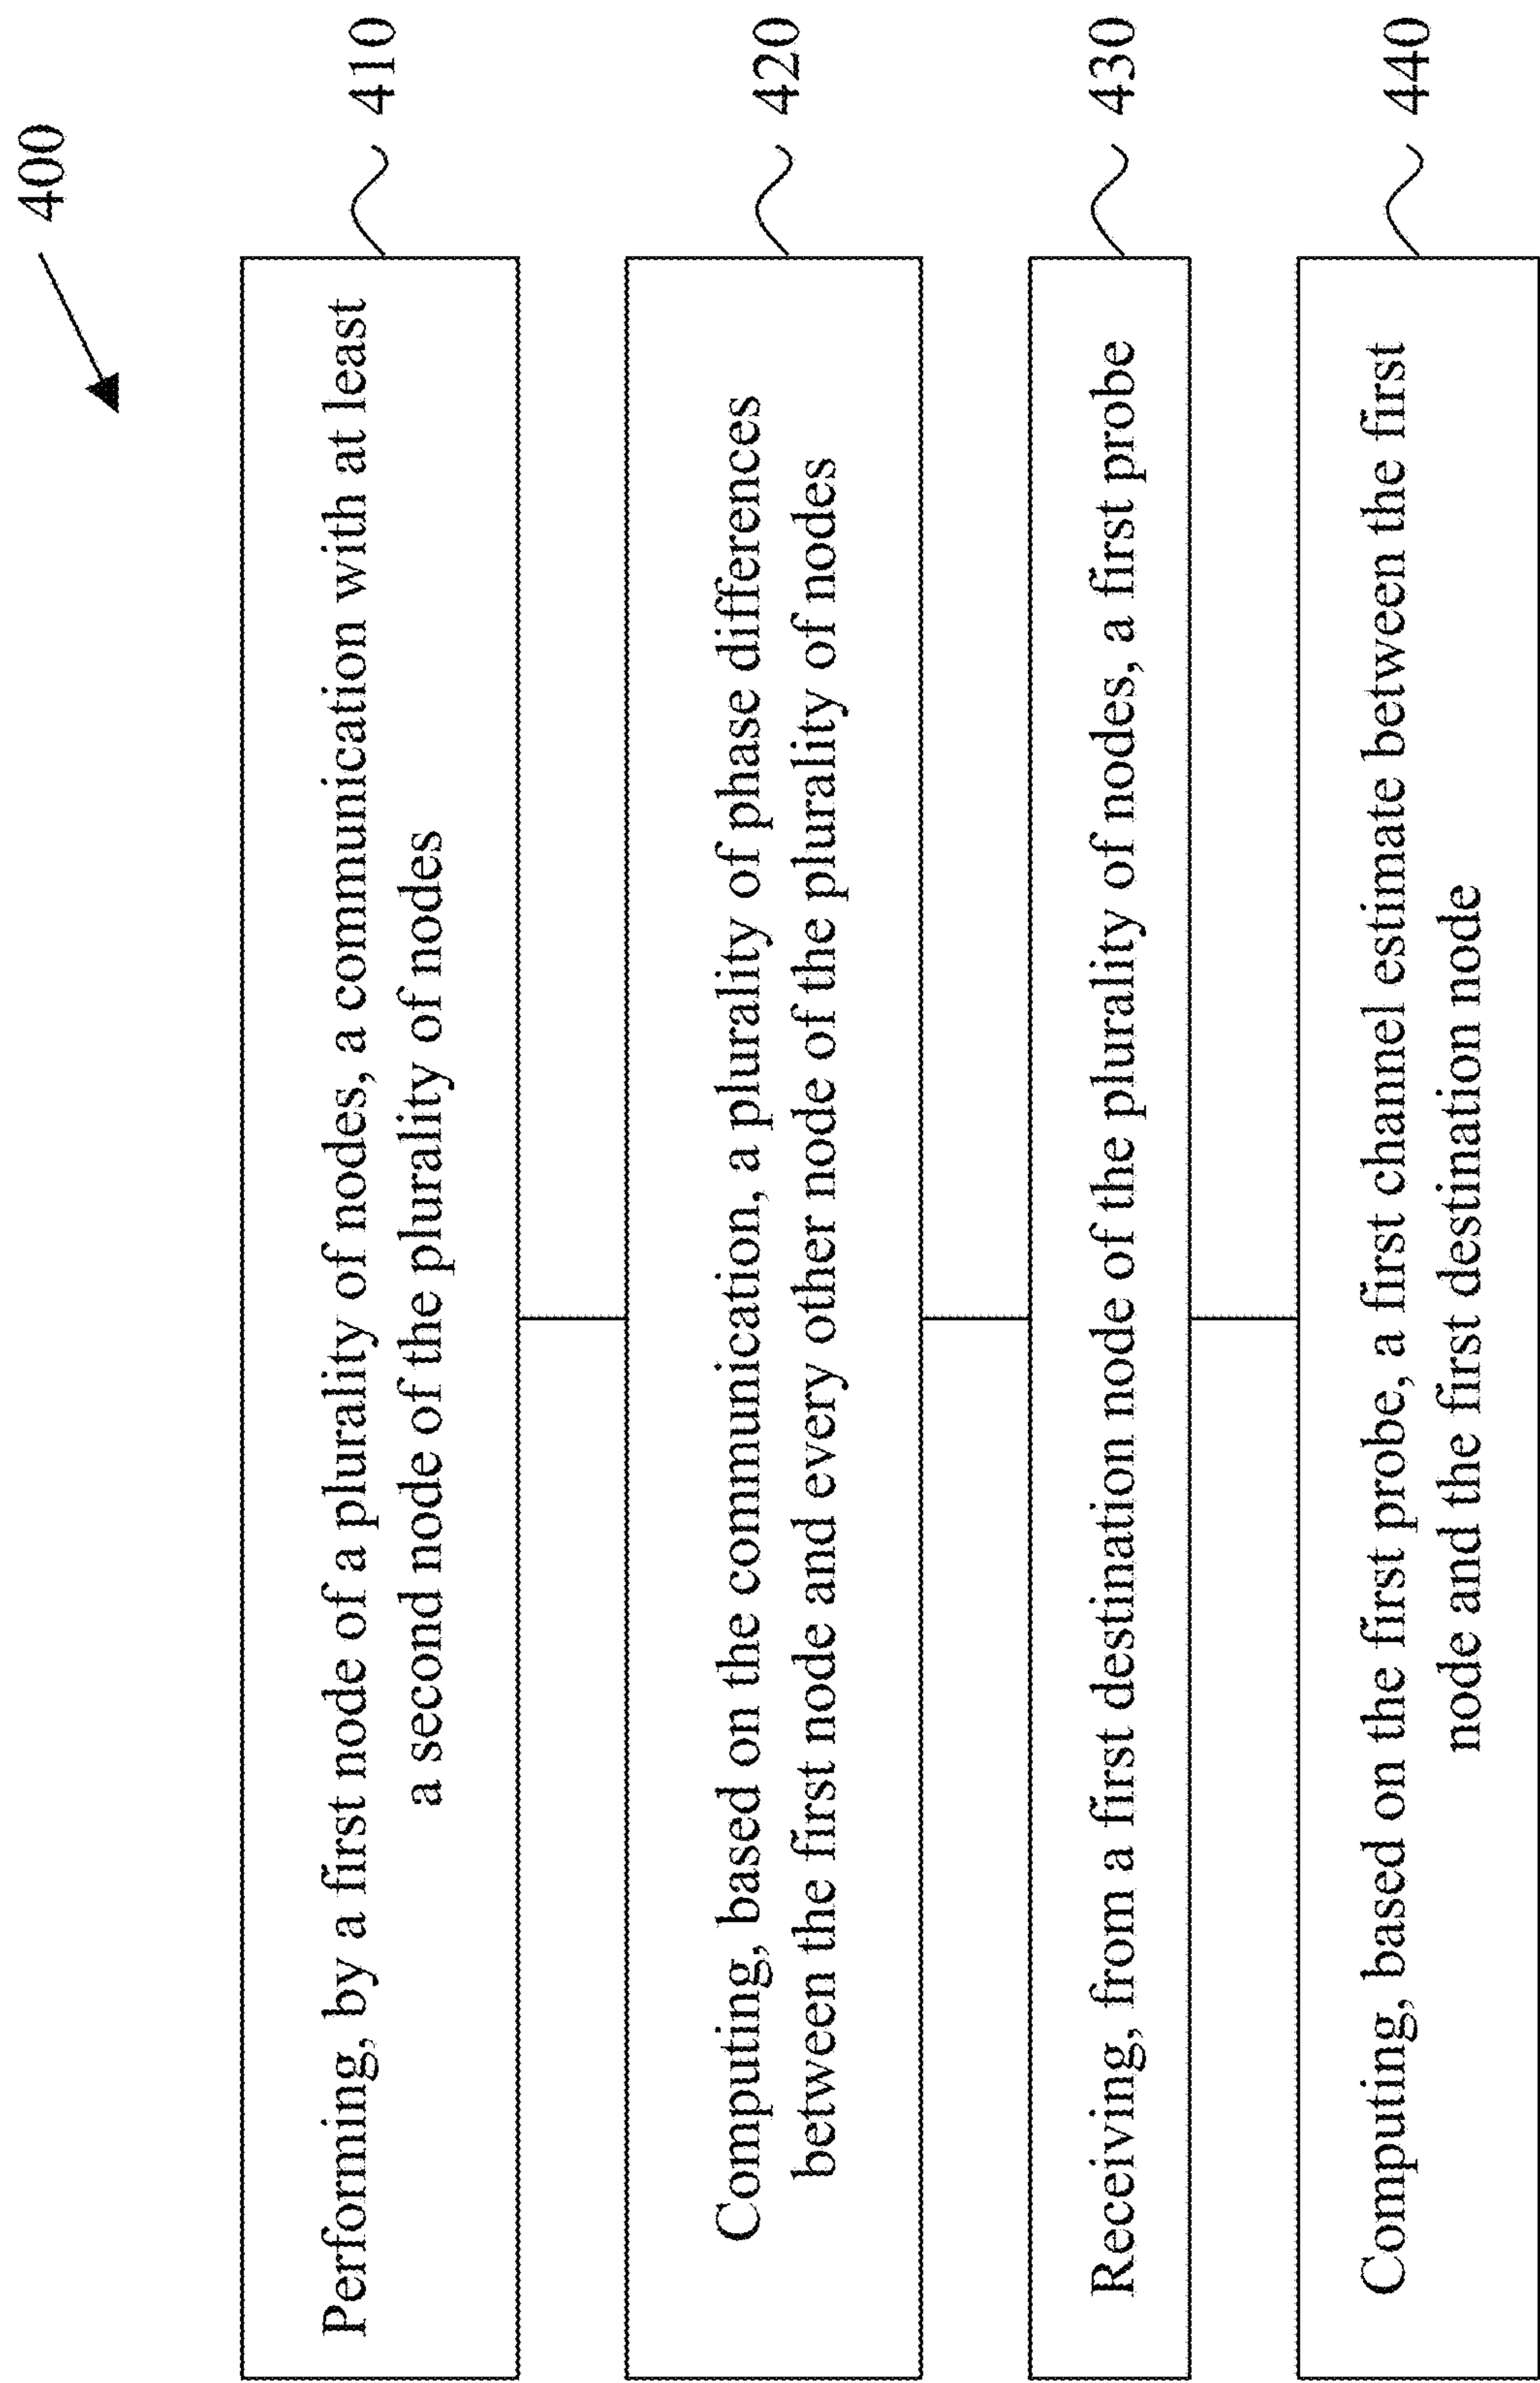 400
Performing, by a first node of a plurality of nodes, a communication with at least
a second node of the plurality of nodes
410
Computing, based on the communication, a plurality of phase differences
between the first node and every other node of the plurality of nodes
420
Receiving, from a first destination node of the plurality of nodes, a first probe
430
Computing, based on the first probe, a first channel estimate between the first
node and the first destination node
440